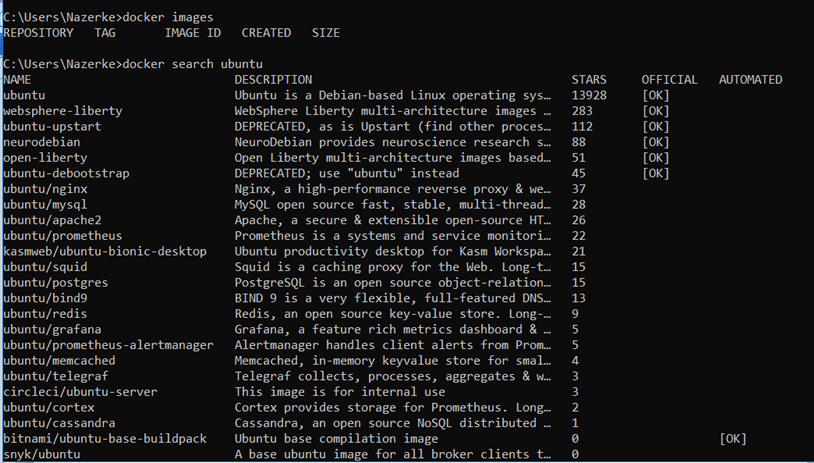 C:\Users\Nazerke>docker images
REPOSITORY   TAG       IMAGE ID   CREATED   SIZE
C:\Users\Nazerke>docker search ubuntu
NAME                            DESCRIPTION                                     STARS     OFFICIAL   AUTOMATED
ubuntu                          Ubuntu is a Debian-based Linux operating sys…   13928     [OK]
websphere-liberty               WebSphere Liberty multi-architecture images …   283       [OK]
ubuntu-upstart                  DEPRECATED, as is Upstart (find other proces…   112       [OK]
neurodebian                     NeuroDebian provides neuroscience research s…   88        [OK]
open-liberty                    Open Liberty multi-architecture images based…   51        [OK]
ubuntu-debootstrap              DEPRECATED; use "ubuntu" instead                45        [OK]
ubuntu/nginx                    Nginx, a high-performance reverse proxy & we…   37
ubuntu/mysql                    MySQL open source fast, stable, multi-thread…   28
ubuntu/apache2                  Apache, a secure & extensible open-source HT…   26
ubuntu/prometheus               Prometheus is a systems and service monitori…   22
kasmweb/ubuntu-bionic-desktop   Ubuntu productivity desktop for Kasm Workspa…   21
ubuntu/squid                    Squid is a caching proxy for the Web. Long-t…   15
ubuntu/postgres                 PostgreSQL is an open source object-relation…   15
ubuntu/bind9                    BIND 9 is a very flexible, full-featured DNS…   13
ubuntu/redis                    Redis, an open source key-value store. Long-…   9
ubuntu/grafana                  Grafana, a feature rich metrics dashboard & …   5
ubuntu/prometheus-alertmanager  Alertmanager handles client alerts from Prom…   5
ubuntu/memcached                Memcached, in-memory keyvalue store for smal…   4
ubuntu/telegraf                 Telegraf collects, processes, aggregates & w…   3
circleci/ubuntu-server          This image is for internal use                  3
ubuntu/cortex                   Cortex provides storage for Prometheus. Long…   2
ubuntu/cassandra                Cassandra, an open source NoSQL distributed …   1
bitnami/ubuntu-base-buildpack   Ubuntu base compilation image                   0                    [OK]
snyk/ubuntu                     A base ubuntu image for all broker clients t…   0